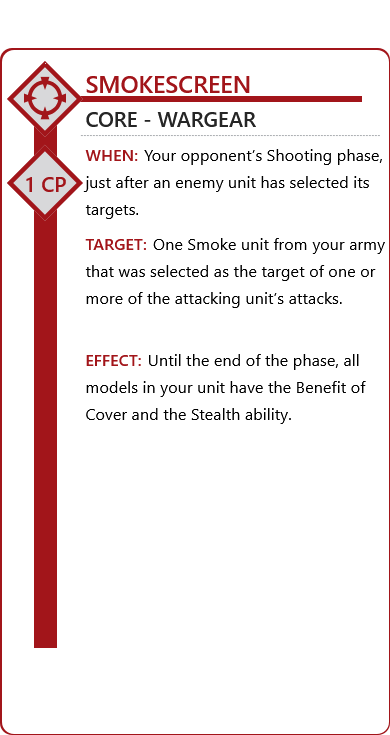 SMOKESCREEN
CORE - WARGEAR
1 CP
WHEN: Your opponent’s Shooting phase,
just after an enemy unit has selected its
targets.
TARGET: One Smoke unit from your army
that was selected as the target of one or
more of the attacking unit’s attacks.
EFFECT: Until the end of the phase, all
models in your unit have the Benefit of
Cover and the Stealth ability.